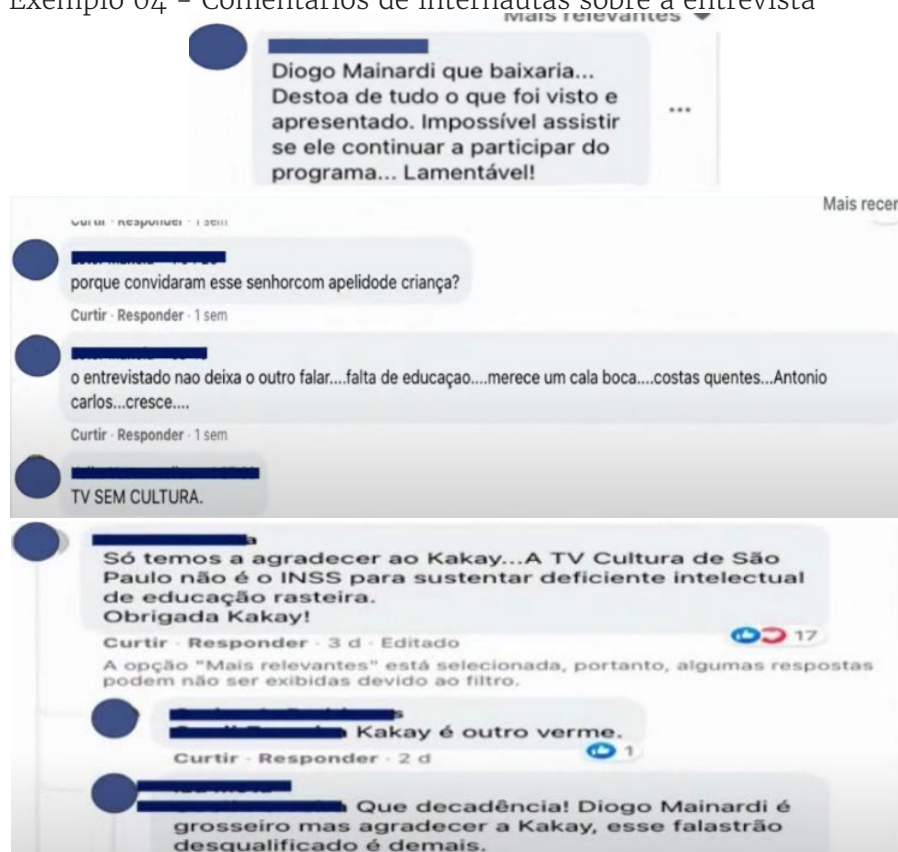 Exemplo 04 – Comentários de internautas sobre a entrevista
Mais relevantes
Diogo Mainardi que baixaria...
Destoa de tudo o que foi visto e
apresentado. Impossível assistir
se ele continuar a participar do
programa... Lamentável!
Mais recen
Curtir · Responder · 1 sem
porque convidaram esse senhorcom apelidode criança?
Curtir · Responder · 1 sem
o entrevistado nao deixa o outro falar....falta de educaçao....merece um cala boca....costas quentes...Antonio
carlos...cresce....
Curtir · Responder · 1 sem
TV SEM CULTURA.
Só temos a agradecer ao Kakay...A TV Cultura de São
Paulo não é o INSS para sustentar deficiente intelectual
de educação rasteira.
Obrigada Kakay!
Curtir · Responder · 3 d · Editado
17
A opção "Mais relevantes" está selecionada, portanto, algumas respostas
podem não ser exibidas devido ao filtro.
Kakay é outro verme.
Curtir · Responder · 2 d
1
Que decadência! Diogo Mainardi é
grosseiro mas agradecer a Kakay, esse falastrão
desqualificado é demais.